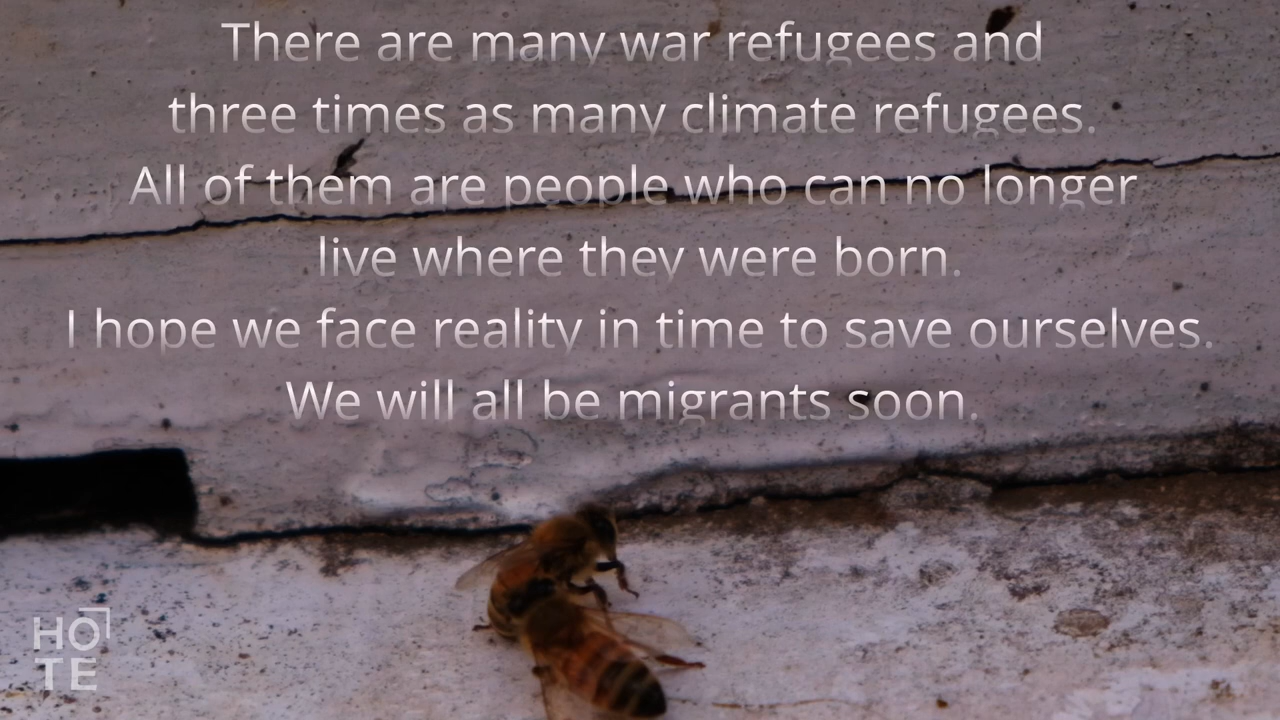 There are many war refugees and
three times as many climate refugees.
All of them are people who can no longer
live where they were born.
I hope we face reality in time to save ourselves.
We will all be migrants soon.
HO
TE